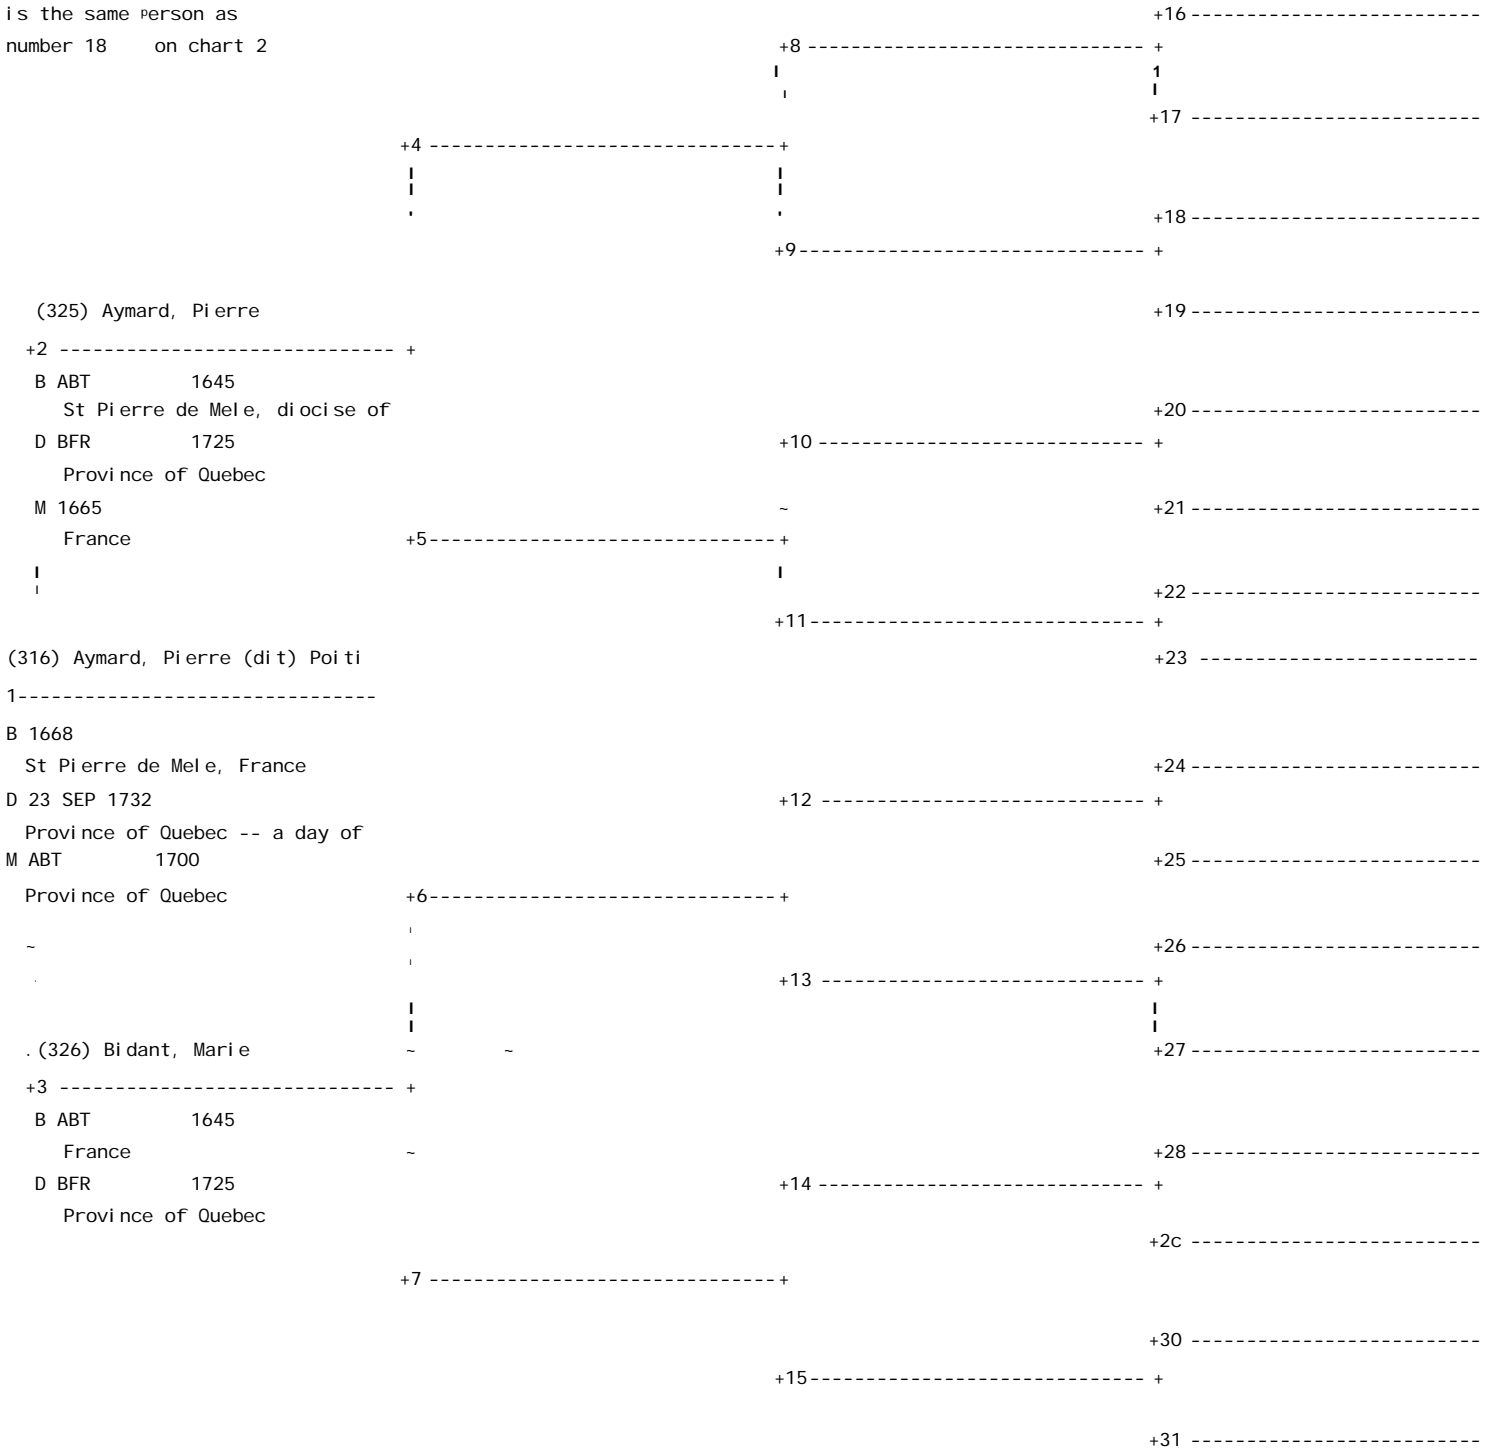 is the same person as +16 --------------------------
number 18 on chart 2 +8 ------------------------------- +
+17 --------------------------
+4 -------------------------------+
+18 --------------------------
+9------------------------------- +
(325) Aymard, Pierre +19 --------------------------
+2 ------------------------------ +
B ABT 1645
St Pierre de Mele, diocise of +20 --------------------------
D BFR 1725 +10 ----------------------------- +
Province of Quebec
M 1665 ~ +21 --------------------------
France +5-------------------------------+
+22 --------------------------
+11------------------------------ +
(316) Aymard, Pierre (dit) Poiti +23 -------------------------
1--------------------------------
B 1668
St Pierre de Mele, France +24 --------------------------
D 23 SEP 1732 +12 ----------------------------- +
Province of Quebec -- a day of
M ABT 1700 +25 --------------------------
Province of Quebec +6-------------------------------+
~ +26 --------------------------
+13 ----------------------------- +
.(326) Bidant, Marie ~ ~ +27 --------------------------
+3 ------------------------------ +
B ABT 1645
France ~ +28 --------------------------
D BFR 1725 +14 ----------------------------- +
Province of Quebec
+2c --------------------------
+7 -------------------------------+
+30 --------------------------
+15------------------------------ +
+31 --------------------------